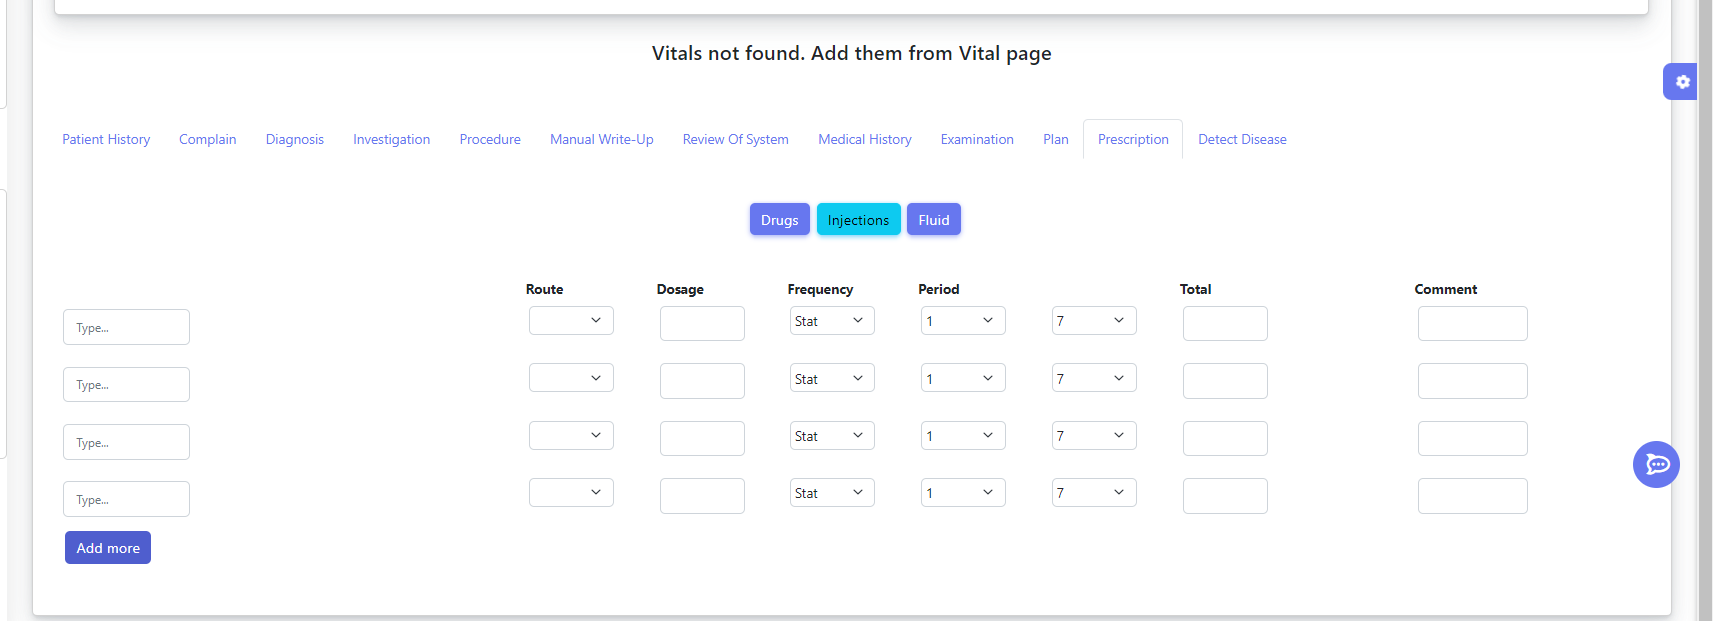 Vitals not found. Add them from Vital page
Patient History Complain Diagnosis Investigation Procedure Manual Write-Up Review Of System Medical History Examination Plan Prescription Detect Disease
Drugs Injections Fluid
Route Dosage Frequency Period Total Comment
Type... Stat 1 7
Type... Stat 1 7
Type... Stat 1 7
Type... Stat 1 7
Add more